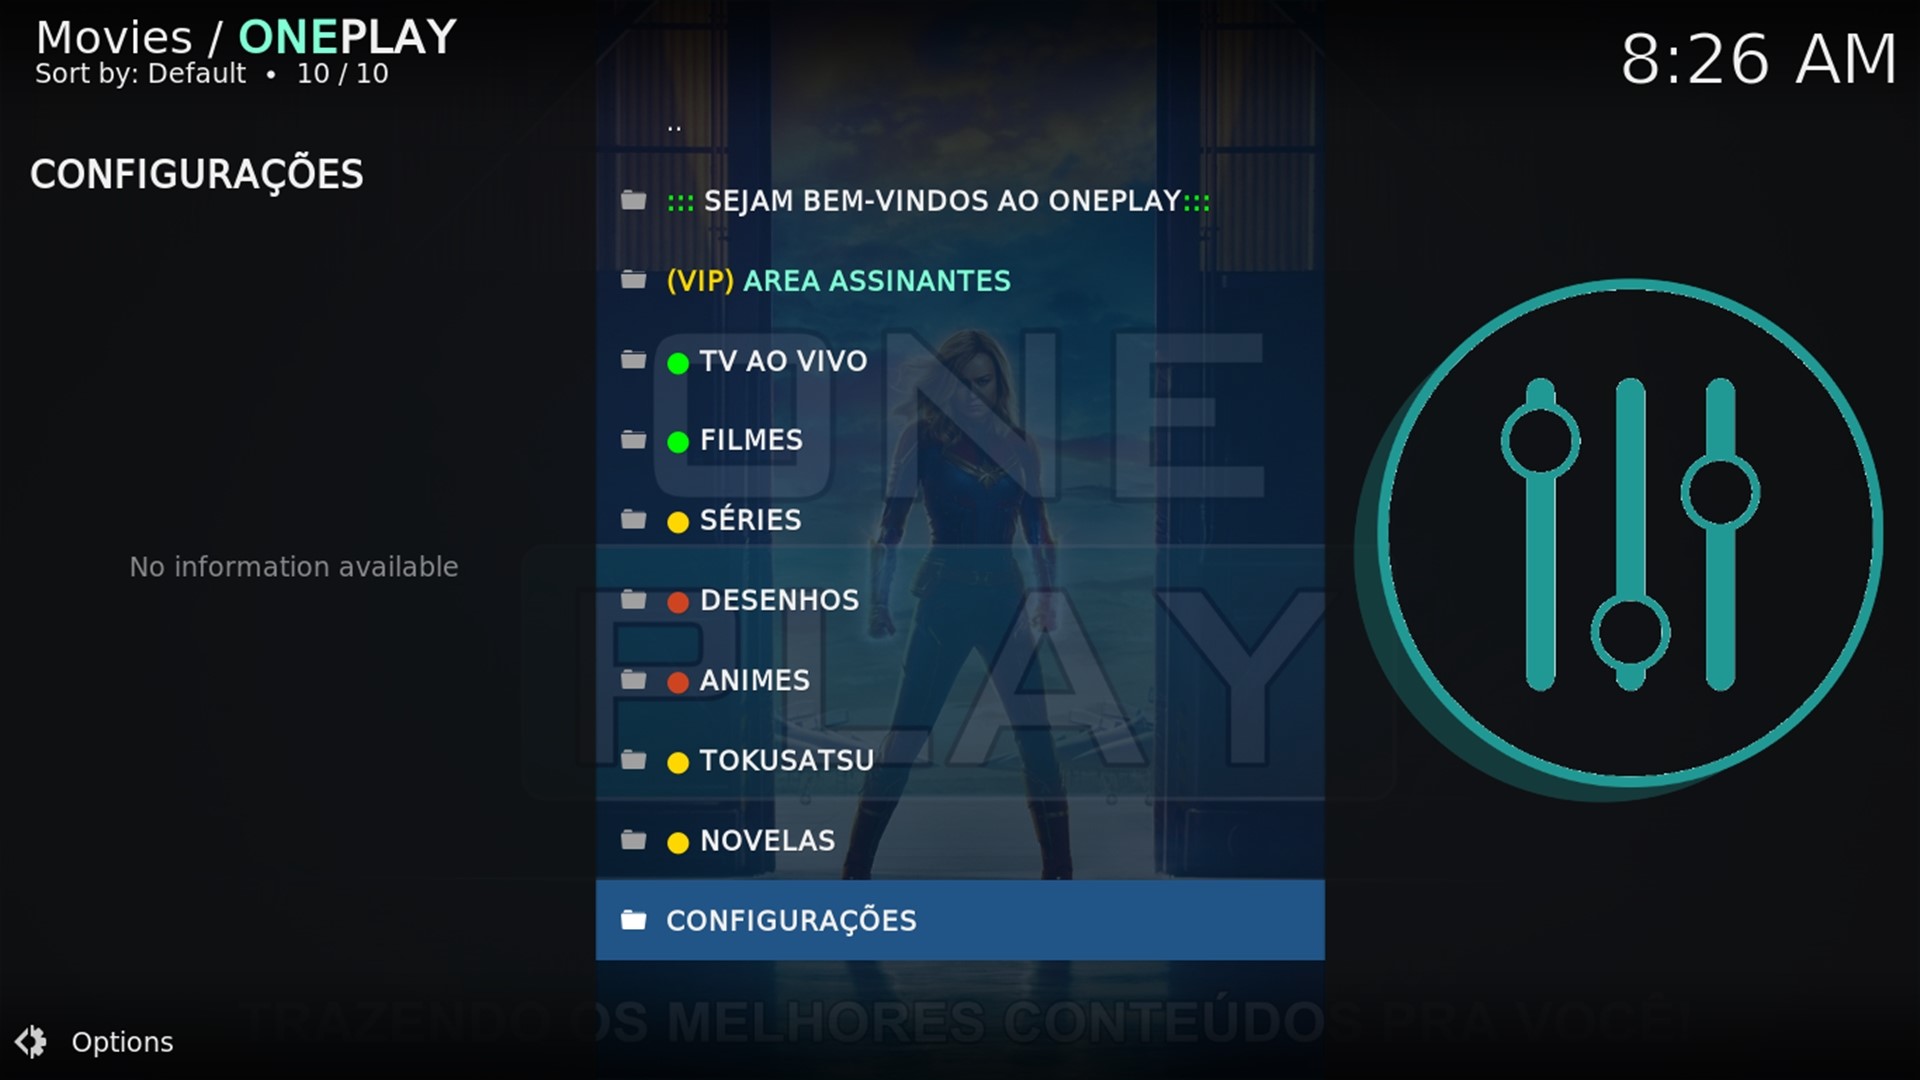 Movies / ONEPLAY
Sort by: Default • 10 / 10
8:26 AM
CONFIGURAÇÕES
No information available
..
::: SEJAM BEM-VINDOS AO ONEPLAY:::
(VIP) AREA ASSINANTES
TV AO VIVO
FILMES
SÉRIES
DESENHOS
ANIMES
TOKUSATSU
NOVELAS
CONFIGURAÇÕES
ONE
PLAY
TRAZENDO OS MELHORES CONTEÚDOS PRA VOCÊ!
Options